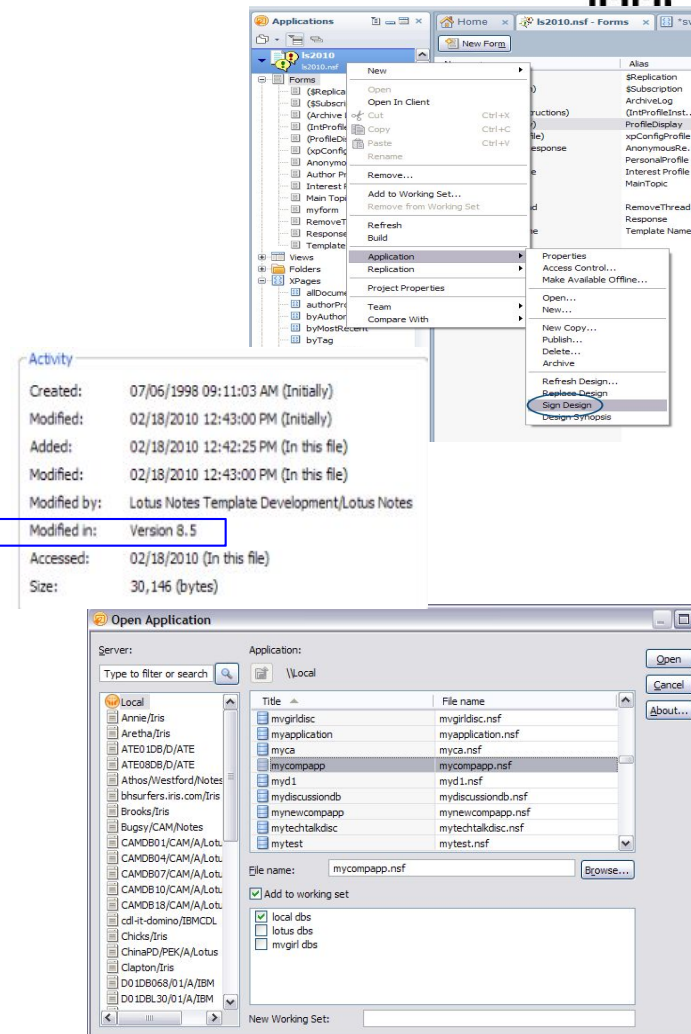 Applications
Home
ls2010.nsf - Forms
New Form
ls2010
ls2010.nsf
Alias
Forms
($Replica
($Subscri
(Archive
(IntProfile
(ProfileDi
(xpConfig
Anonymo
Author Pr
Interest P
Main Topi
myform
RemoveT
Response
Template
Views
Folders
XPages
allDocume
authorPro
byAuthor
byMostRecent
byTag
New
Open
Open In Client
Cut Ctrl+X
Copy Ctrl+C
Paste Ctrl+V
Rename
Remove...
Add to Working Set...
Remove from Working Set
Refresh
Build
Application
Replication
Project Properties
Team
Compare With
$Replication
$Subscription
ArchiveLog
ructions) (IntProfileInst...
ProfileDisplay
file) xpConfigProfile
esponse AnonymousRe.
PersonalProfile
Interest Profile
MainTopic
RemoveThread
Response
Template Name
Properties
Access Control...
Make Available Offline...
Open...
New...
New Copy...
Publish...
Delete...
Archive
Refresh Design...
Replace Design
Sign Design
Design Synopsis
Activity
Created: 07/06/1998 09:11:03 AM (Initially)
Modified: 02/18/2010 12:43:00 PM (Initially)
Added: 02/18/2010 12:42:25 PM (In this file)
Modified: 02/18/2010 12:43:00 PM (In this file)
Modified by: Lotus Notes Template Development/Lotus Notes
Modified in: Version 8.5
Accessed: 02/18/2010 (In this file)
Size: 30,146 (bytes)
Open Application
Server:
Type to filter or search
Local
Annie/Iris
Aretha/Iris
ATE01DB/D/ATE
ATE08DB/D/ATE
Athos/Westford/Notes
bhsurfers.iris.com/Iris
Brooks/Iris
Bugsy/CAM/Notes
CAMDB01/CAM/A/Lotu
CAMDB04/CAM/A/Lotu
CAMDB07/CAM/A/Lotu
CAMDB10/CAM/A/Lotu
CAMDB18/CAM/A/Lotu
cdl-it-domino/IBMCDL
Chicks/Iris
ChinaPD/PEK/A/Lotus
Clapton/Iris
D01DB068/01/A/IBM
D01DBL30/01/A/IBM
Application:
\\Local
Title File name
mvgirldisc mvgirldisc.nsf
myapplication myapplication.nsf
myca myca.nsf
mycompapp mycompapp.nsf
myd1 myd1.nsf
mydiscussiondb mydiscussiondb.nsf
mynewcompapp mynewcompapp.nsf
mytechtalkdisc mytechtalkdisc.nsf
mytest mytest.nsf
File name: mycompapp.nsf Browse...
Add to working set
local dbs
lotus dbs
mvgirl dbs
New Working Set:
Open
Cancel
About...